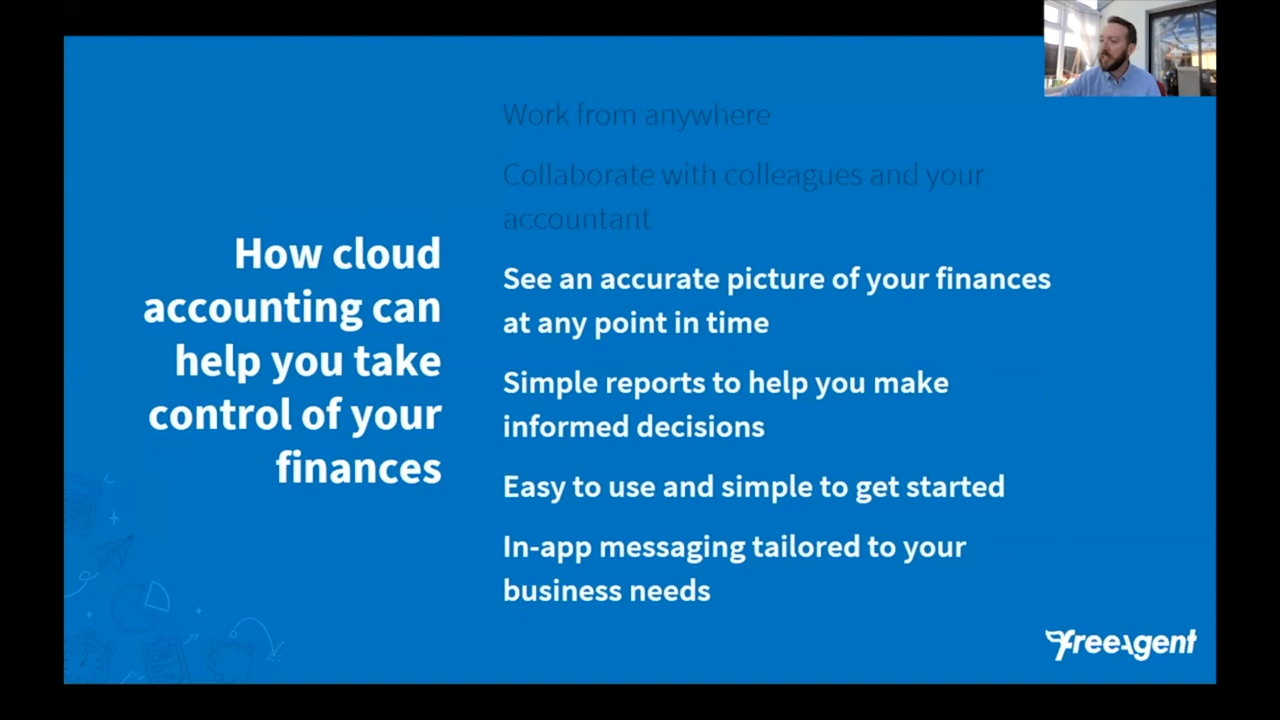 How cloud
accounting can
help you take
control of your
finances
Work from anywhere
Collaborate with colleagues and your
accountant
See an accurate picture of your finances
at any point in time
Simple reports to help you make
informed decisions
Easy to use and simple to get started
In-app messaging tailored to your
business needs
freeagent